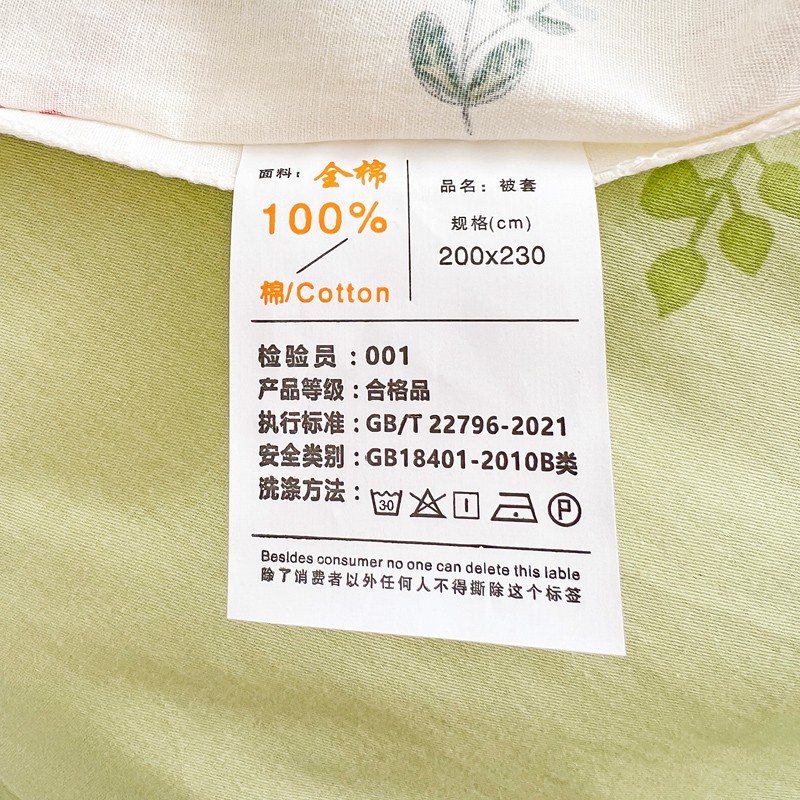 面料：全棉
100%
棉/Cotton
品名：被套
规格(cm)
200x230
检验员：001
产品等级：合格品
执行标准：GB/T 22796-2021
安全类别：GB18401-2010B类
洗涤方法：
30
P
Besides consumer no one can delete this lable
除了消费者以外任何人不得撕除这个标签